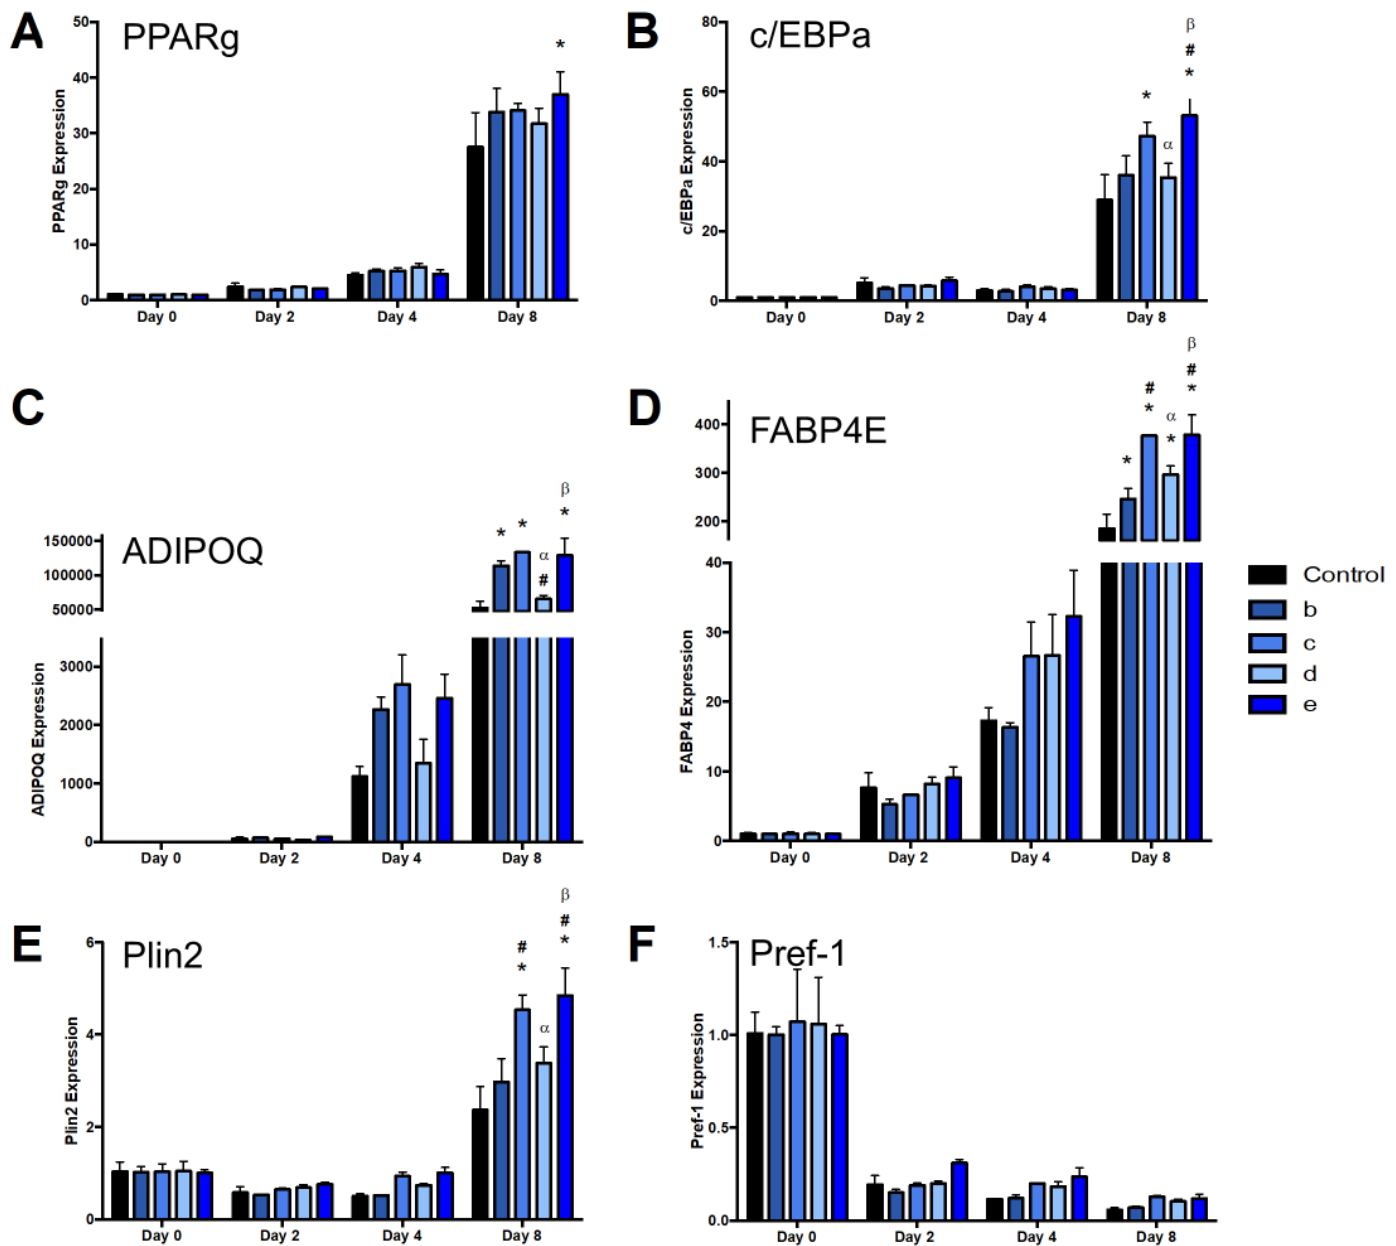 A
PPARg
50
40
30
20
10
0
PPARg Expression
*
Day 0
Day 2
Day 4
Day 8
B
c/EBPa
80
60
40
20
0
c/EBPa Expression
*
α
β
#
*
Day 0
Day 2
Day 4
Day 8
C
ADIPOQ
150000
100000
50000
3000
2000
1000
0
ADIPOQ Expression
*
*
α
#
β
*
Day 0
Day 2
Day 4
Day 8
D
FABP4E
400
300
200
40
30
20
10
0
FABP4 Expression
*
#
*
α
*
β
#
*
Day 0
Day 2
Day 4
Day 8
Control
b
c
d
e
E
Plin2
6
4
2
0
Plin2 Expression
#
*
α
β
#
*
Day 0
Day 2
Day 4
Day 8
F
Pref-1
1.5
1.0
0.5
0.0
Pref-1 Expression
Day 0
Day 2
Day 4
Day 8